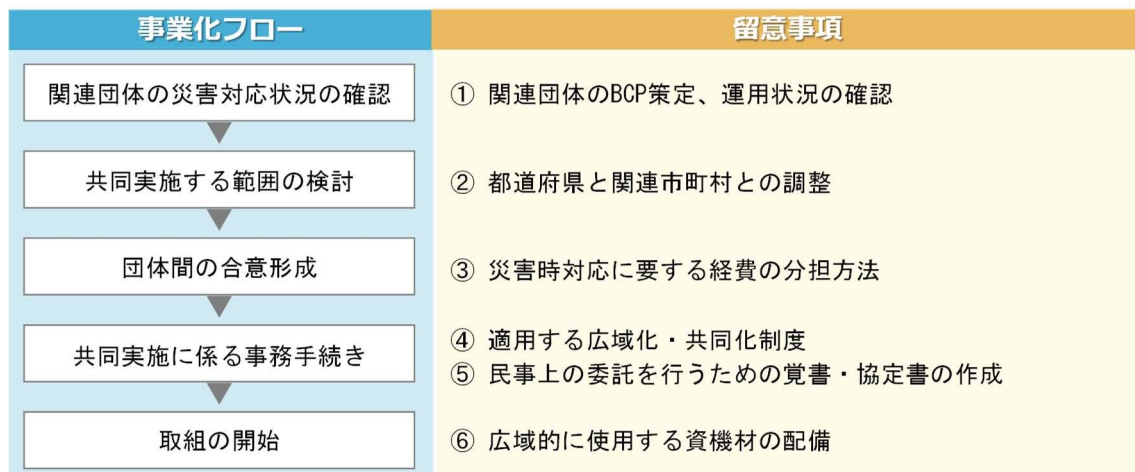 事業化フロー
留意事項
関連団体の災害対応状況の確認
① 関連団体のBCP策定、運用状況の確認
共同実施する範囲の検討
② 都道府県と関連市町村との調整
団体間の合意形成
③ 災害時対応に要する経費の分担方法
共同実施に係る事務手続き
④ 適用する広域化・共同化制度
⑤ 民事上の委託を行うための覚書・協定書の作成
取組の開始
⑥ 広域的に使用する資機材の配備